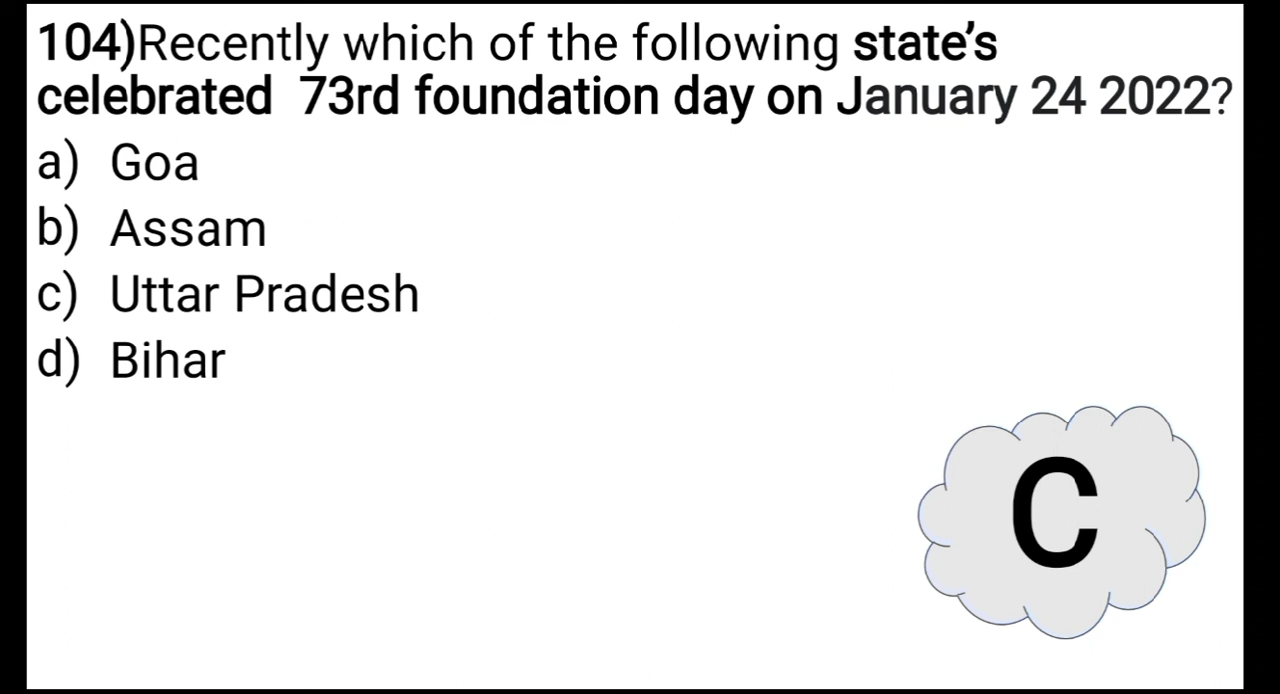 104)Recently which of the following state’s
celebrated 73rd foundation day on January 24 2022?
a) Goa
b) Assam
c) Uttar Pradesh
d) Bihar
C